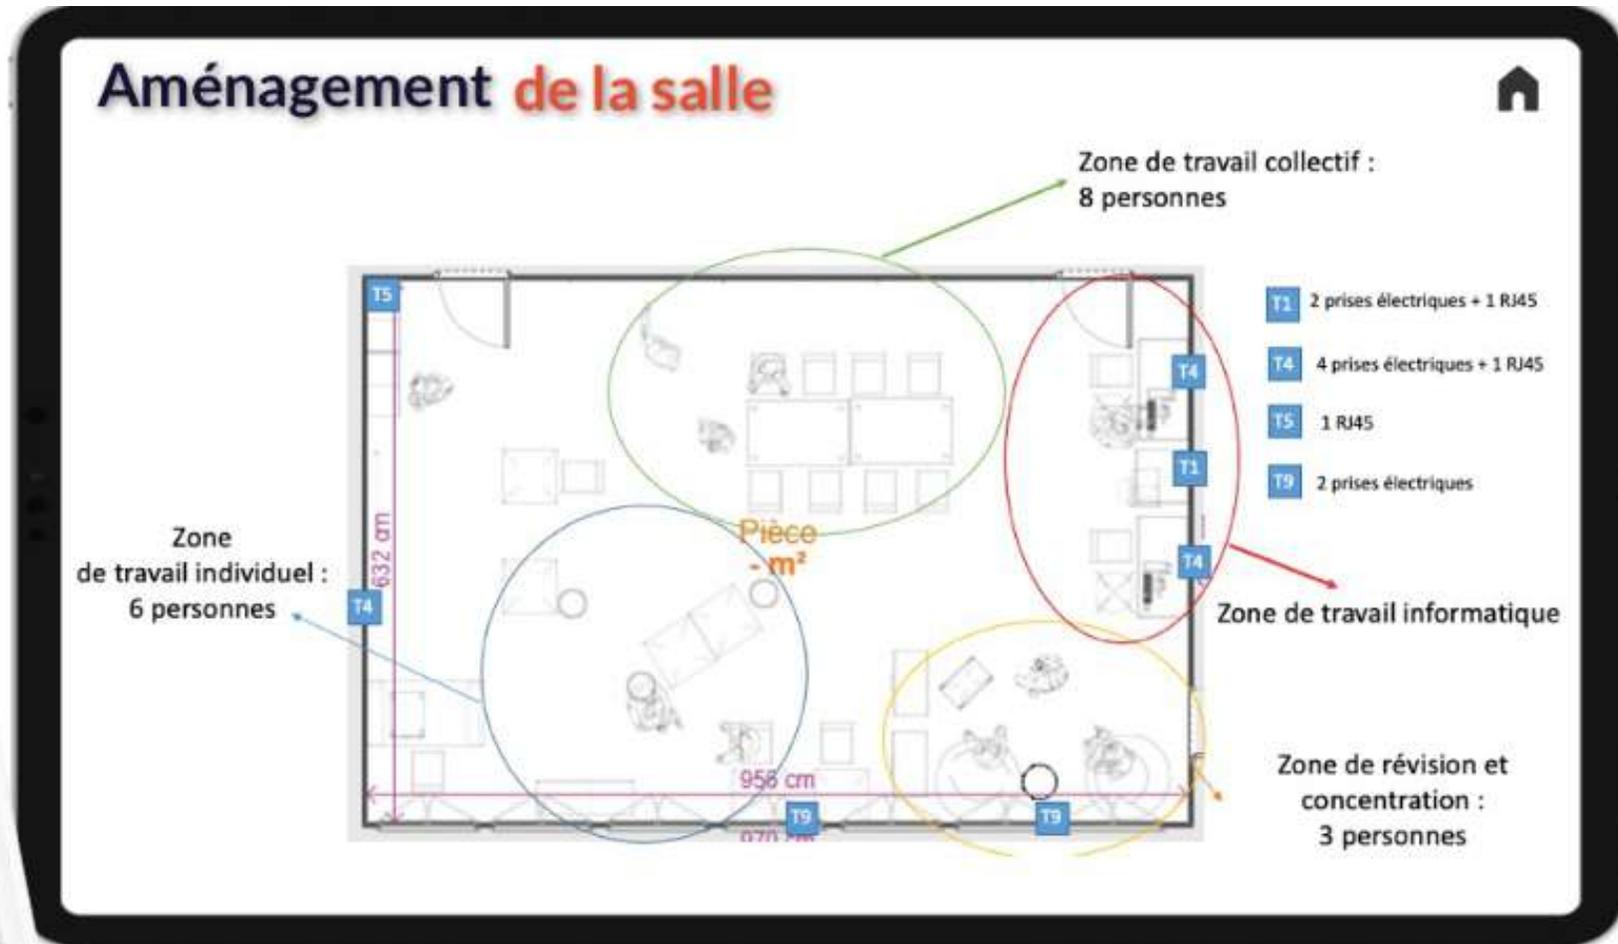 Aménagement de la salle
Zone de travail collectif :
8 personnes
T5
T1 2 prises électriques + 1 RJ45
T4
T4 4 prises électriques + 1 RJ45
T5 1 RJ45
T1
T9 2 prises électriques
Pièce
- m²
Zone
de travail individuel :
6 personnes
632 cm
T4
T4
Zone de travail informatique
956 cm
T9
T9
970 cm
Zone de révision et
concentration :
3 personnes